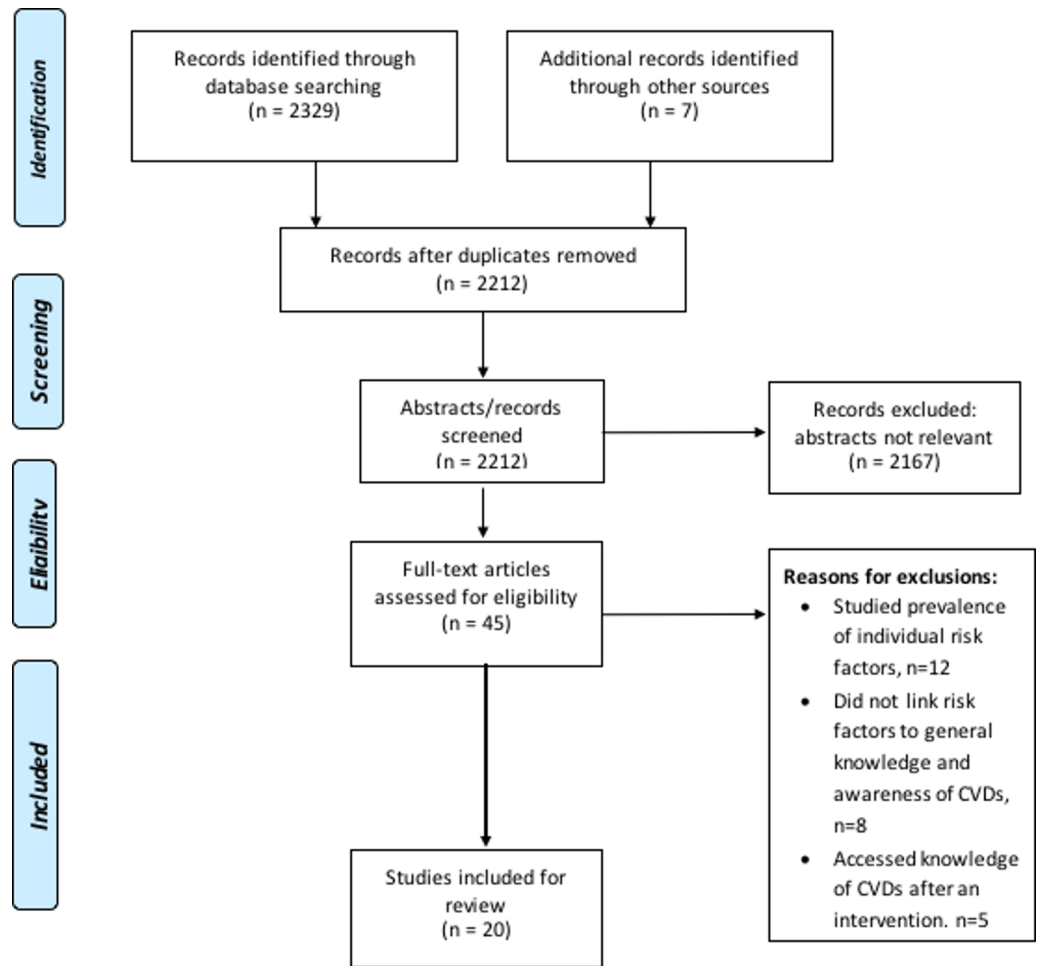 Identification
Records identified through
database searching
(n = 2329)
Additional records identified
through other sources
(n = 7)
Records after duplicates removed
(n = 2212)
Screening
Abstracts/records
screened
(n = 2212)
Records excluded:
abstracts not relevant
(n = 2167)
Eligibility
Full-text articles
assessed for eligibility
(n = 45)
Reasons for exclusions:
• Studied prevalence
of individual risk
factors, n=12
• Did not link risk
factors to general
knowledge and
awareness of CVDs,
n=8
• Accessed knowledge
of CVDs after an
intervention. n=5
Included
Studies included for
review
(n = 20)